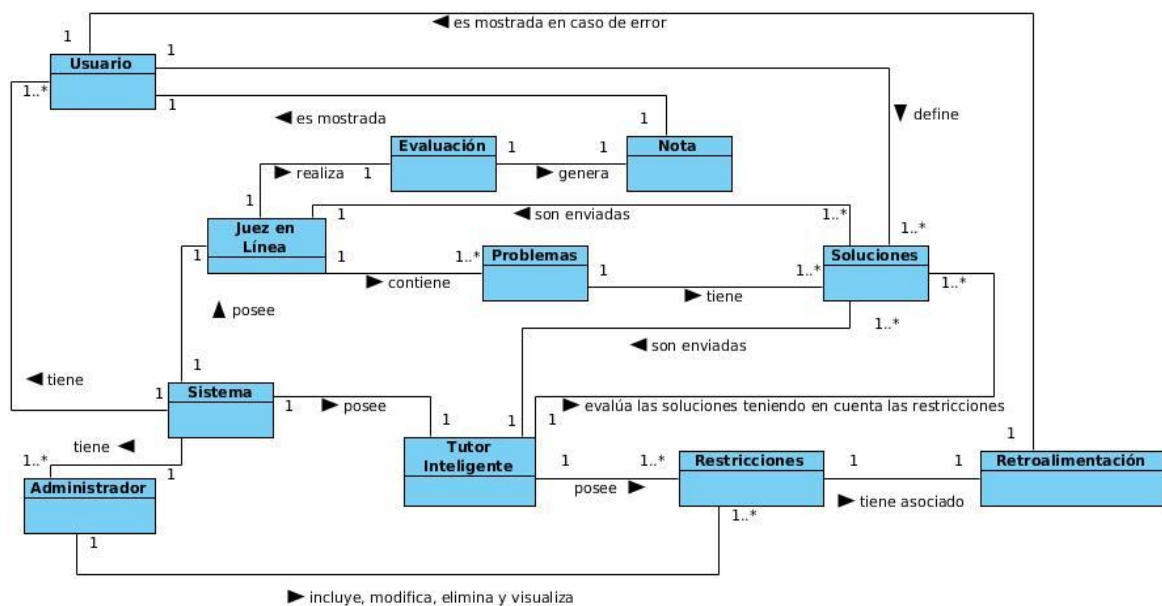 es mostrada en caso de error
1
1
Usuario
1..*
1
es mostrada
1
define
Evaluación
1
1
Nota
realiza
1
genera
1
1
son enviadas
1..*
1..*
Juez en
Línea
1
1
1..*
Problemas
1
1..*
Soluciones
1..*
contiene
tiene
posee
1..*
son enviadas
1
tiene
1
Sistema
1
posee
1
1
1
evalúa las soluciones teniendo en cuenta las restricciones
1
tiene
1..*
1
Tutor
Inteligente
1
1..*
Restricciones
1
1
Retroalimentación
posee
tiene asociado
Administrador
1
1..*
incluye, modifica, elimina y visualiza